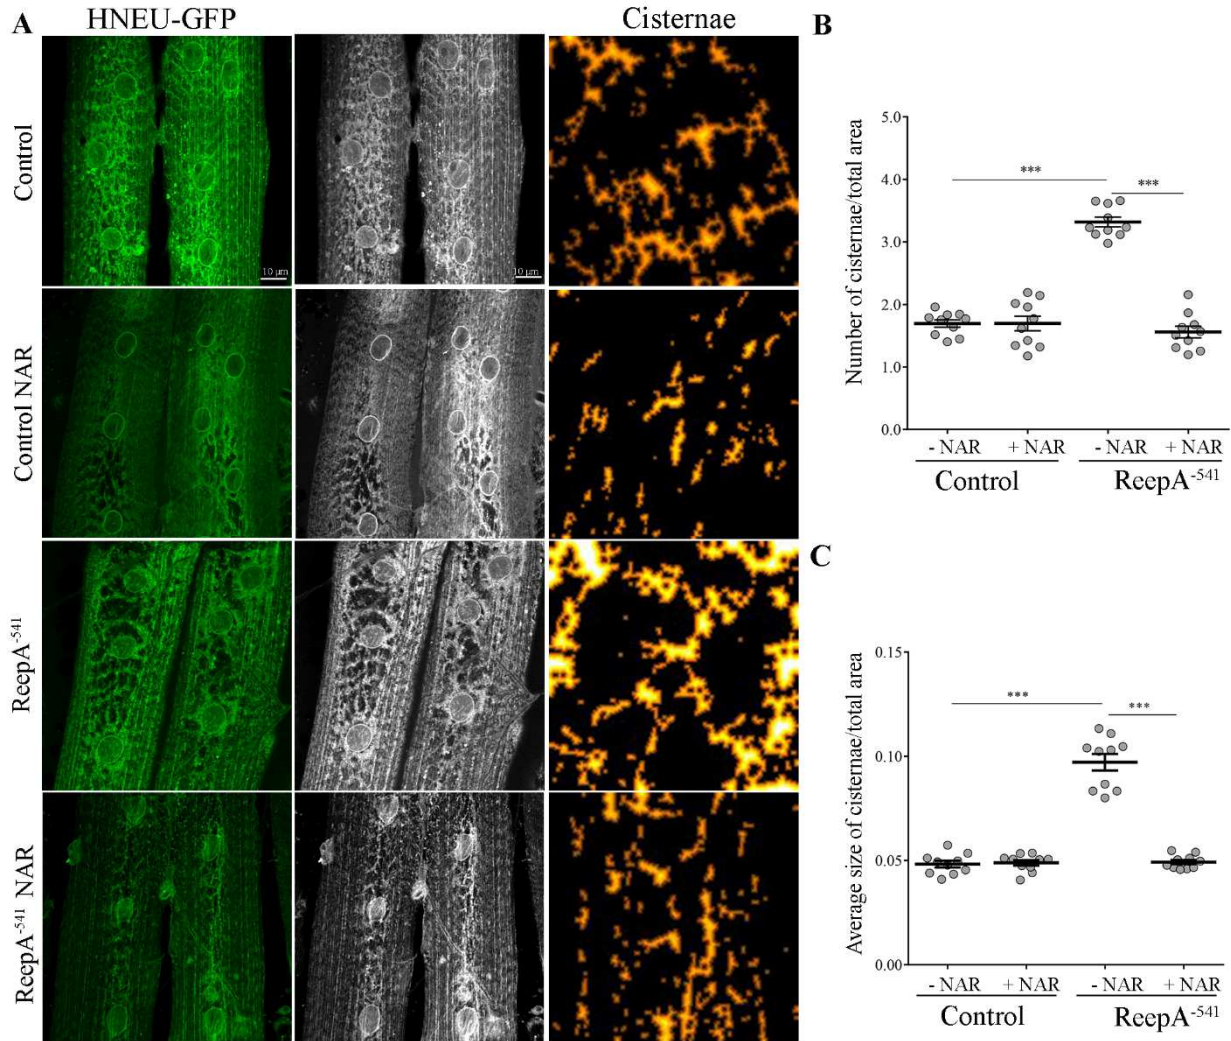 A
HNEU-GFP
Cisternae
Control
10 µm
10 µm
Control NAR
ReepA⁻⁵⁴¹
ReepA⁻⁵⁴¹ NAR
B
Number of cisternae/total area
5.0
4.0
3.0
2.0
1.0
0.0
***
***
- NAR + NAR - NAR + NAR
Control ReepA⁻⁵⁴¹
C
Average size of cisternae/total area
0.15
0.10
0.05
0.00
***
***
- NAR + NAR - NAR + NAR
Control ReepA⁻⁵⁴¹